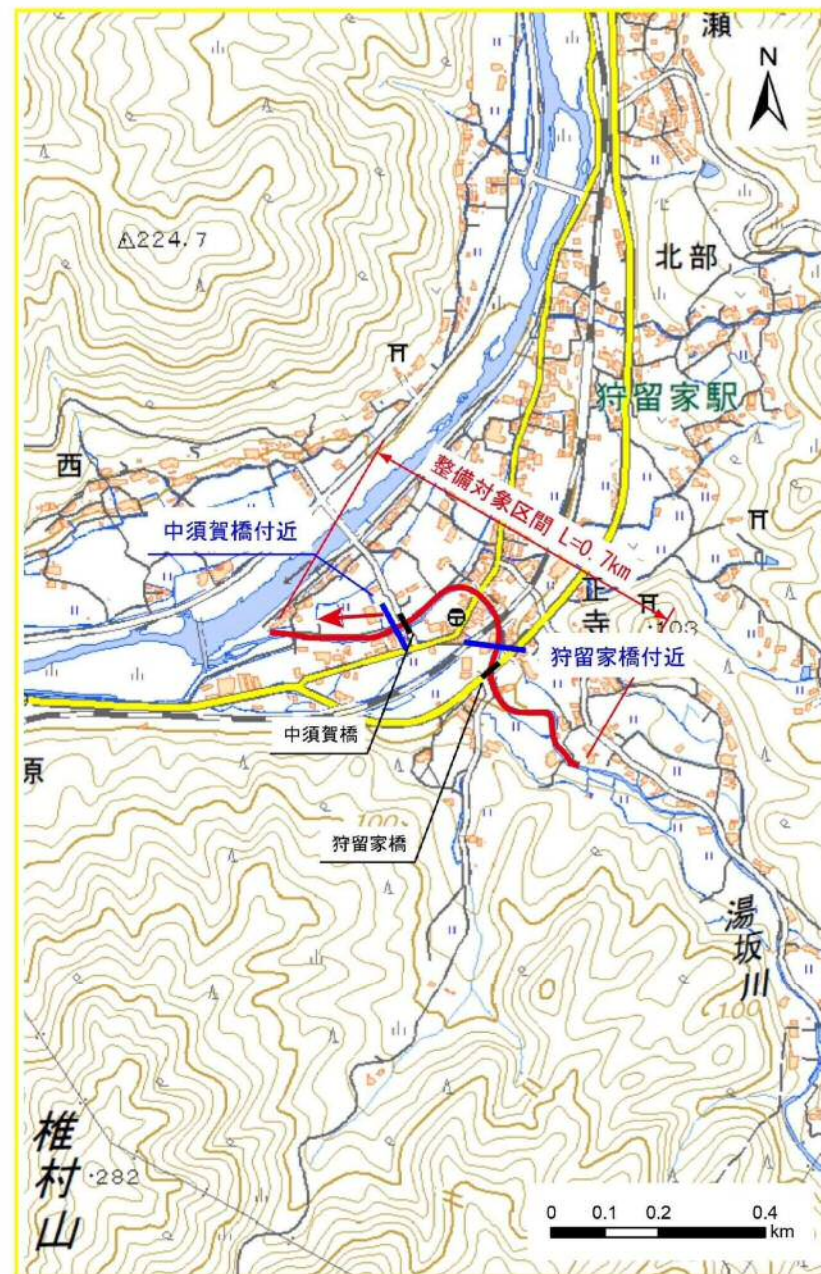 瀬
N
224.7
北部
狩留家駅
西
整備対象区間 L=0.7km
中須賀橋付近
正寺
103
狩留家橋付近
中須賀橋
原
100
狩留家橋
湯坂川
100
椎村山
282
0 0.1 0.2 0.4
km